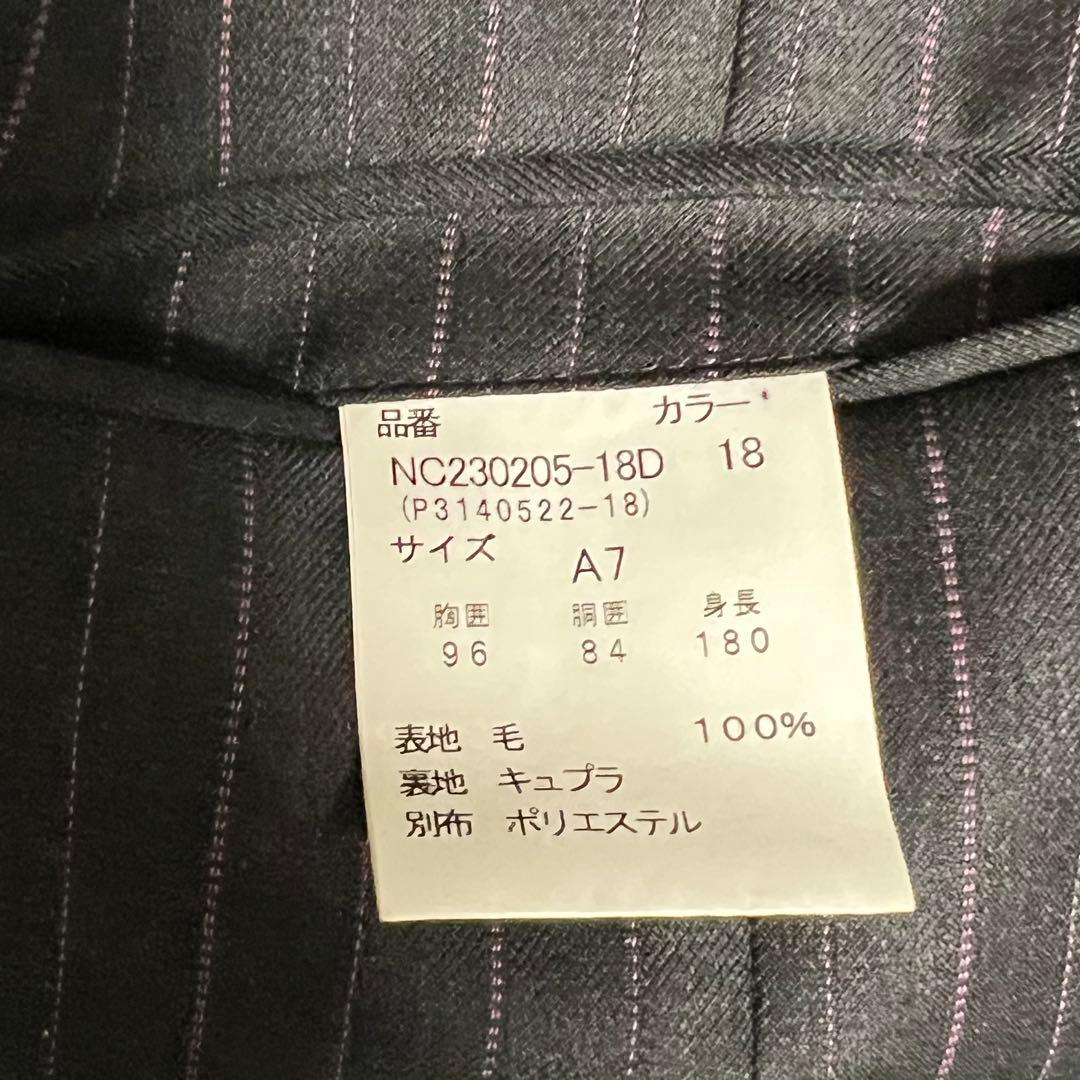 品番 カラー
NC230205-18D 18
(P3140522-18)
サイズ A7
胸囲 胴囲 身長
96 84 180
表地 毛 100%
裏地 キュプラ
別布 ポリエステル